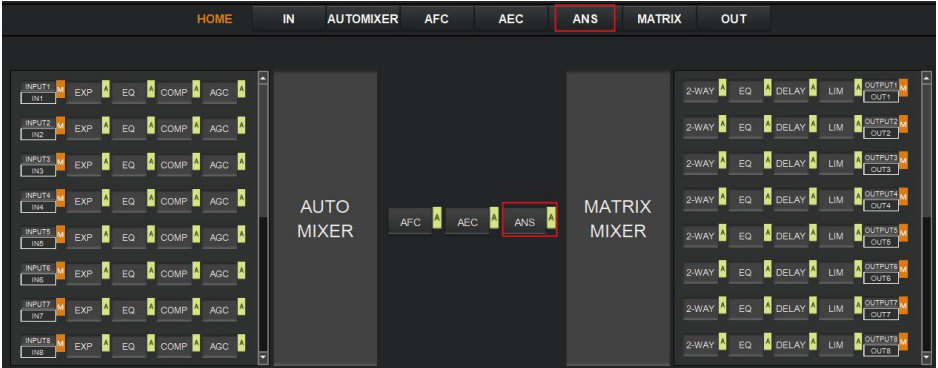 HOME IN AUTOMIXER AFC AEC ANS MATRIX OUT
INPUT1 M EXP A EQ A COMP A AGC A
IN1
INPUT2 M EXP A EQ A COMP A AGC A
IN2
INPUT3 M EXP A EQ A COMP A AGC A
IN3
INPUT4 M EXP A EQ A COMP A AGC A
IN4
INPUT5 M EXP A EQ A COMP A AGC A
IN5
INPUT6 M EXP A EQ A COMP A AGC A
IN6
INPUT7 M EXP A EQ A COMP A AGC A
IN7
INPUT8 M EXP A EQ A COMP A AGC A
IN8
AUTO
MIXER
AFC A AEC A ANS A
MATRIX
MIXER
2-WAY A EQ A DELAY A LIM A OUTPUT1 M
OUT1
2-WAY A EQ A DELAY A LIM A OUTPUT2 M
OUT2
2-WAY A EQ A DELAY A LIM A OUTPUT3 M
OUT3
2-WAY A EQ A DELAY A LIM A OUTPUT4 M
OUT4
2-WAY A EQ A DELAY A LIM A OUTPUT5 M
OUT5
2-WAY A EQ A DELAY A LIM A OUTPUT6 M
OUT6
2-WAY A EQ A DELAY A LIM A OUTPUT7 M
OUT7
2-WAY A EQ A DELAY A LIM A OUTPUT8 M
OUT8